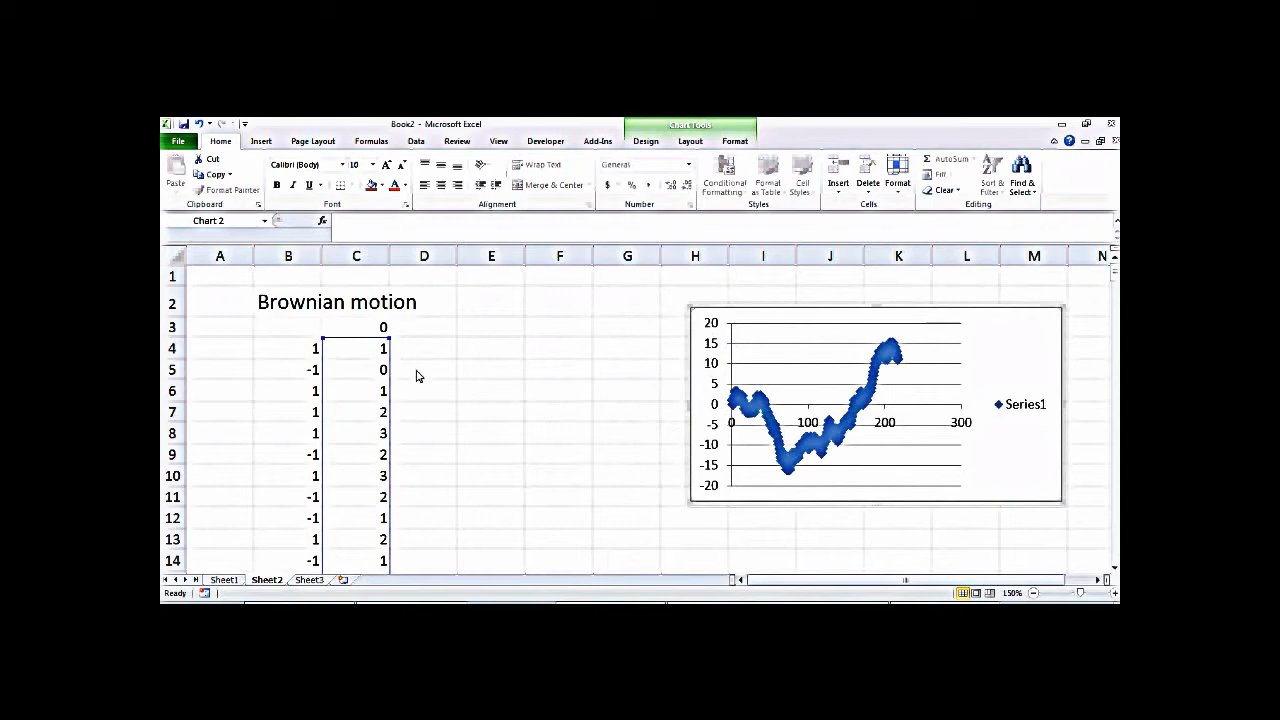 Book2 - Microsoft Excel
Chart Tools
File Home Insert Page Layout Formulas Data Review View Developer Add-Ins Design Layout Format
Paste
Cut
Copy
Format Painter
Clipboard
Calibri (Body) 10
B I U
Font
Wrap Text
Merge & Center
Alignment
General
$ % ,
Number
Conditional Formatting
Format as Table
Cell Styles
Styles
Insert Delete Format
Cells
AutoSum
Fill
Clear
Sort & Filter
Find & Select
Editing
Chart 2 fx
A B C D E F G H I J K L M N
1
2 Brownian motion
3 0
4 1 1
5 -1 0
6 1 1
7 1 2
8 1 3
9 -1 2
10 1 3
11 -1 2
12 -1 1
13 1 2
14 -1 1
20
15
10
5
0
-5
-10
-15
-20
0 100 200 300
Series1
Sheet1 Sheet2 Sheet3
Ready 150%